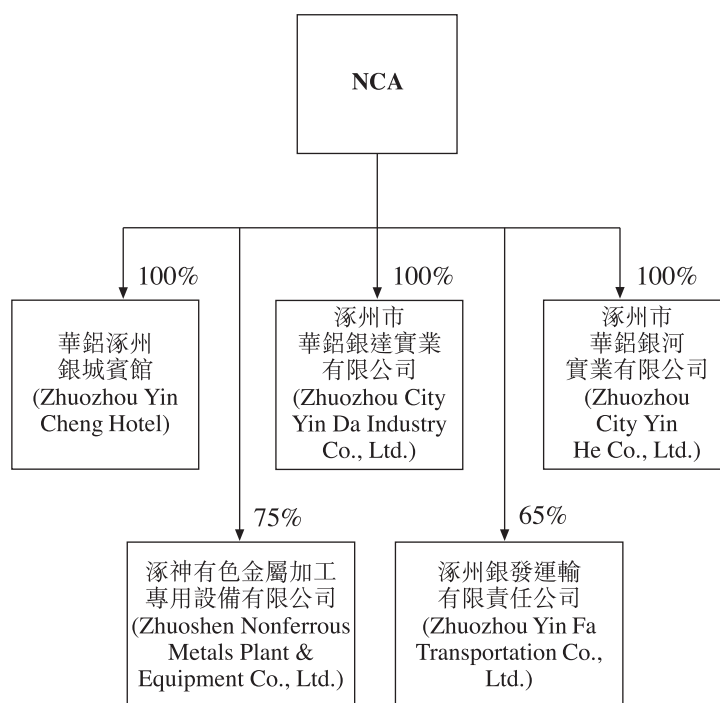 NCA
100%
華鋁涿州
銀城賓館
(Zhuozhou Yin
Cheng Hotel)
100%
涿州市
華鋁銀達實業
有限公司
(Zhuozhou City
Yin Da Industry
Co., Ltd.)
100%
涿州市
華鋁銀河
實業有限公司
(Zhuozhou
City Yin
He Co., Ltd.)
75%
涿神有色金屬加工
專用設備有限公司
(Zhuoshen Nonferrous
Metals Plant &
Equipment Co., Ltd.)
65%
涿州銀發運輸
有限責任公司
(Zhuozhou Yin Fa
Transportation Co.,
Ltd.)